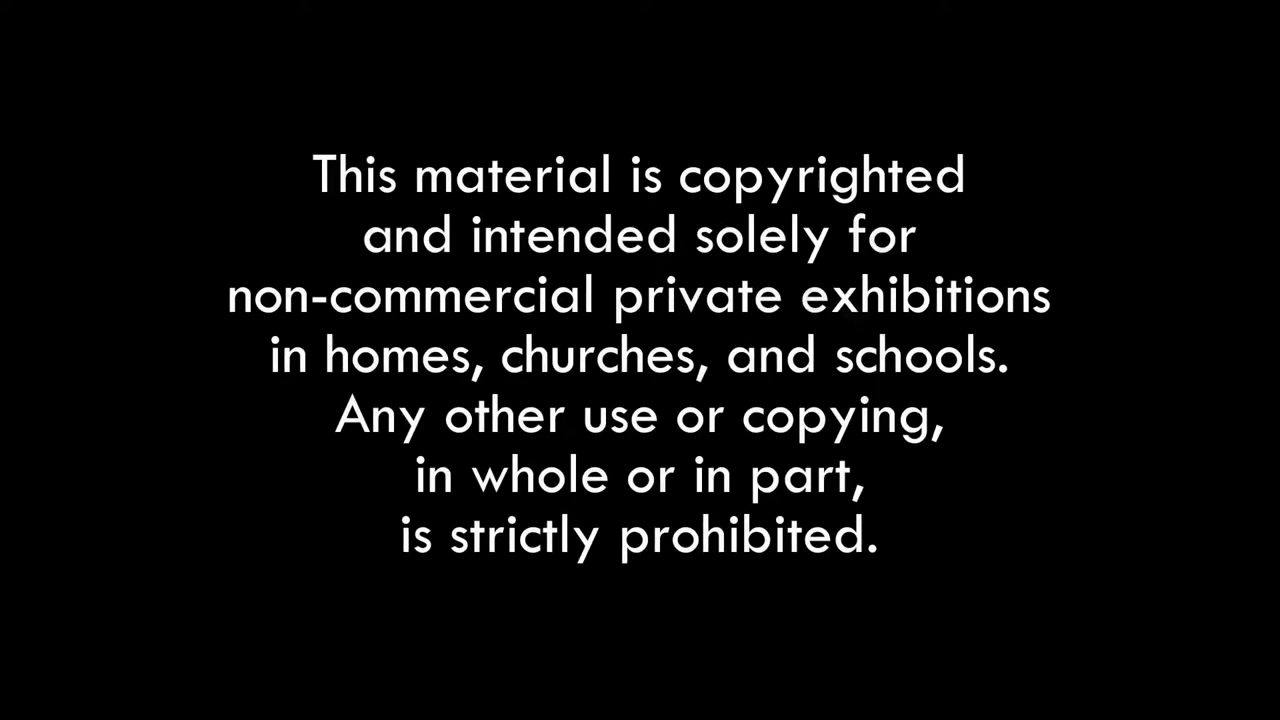 This material is copyrighted
and intended solely for
non-commercial private exhibitions
in homes, churches, and schools.
Any other use or copying,
in whole or in part,
is strictly prohibited.